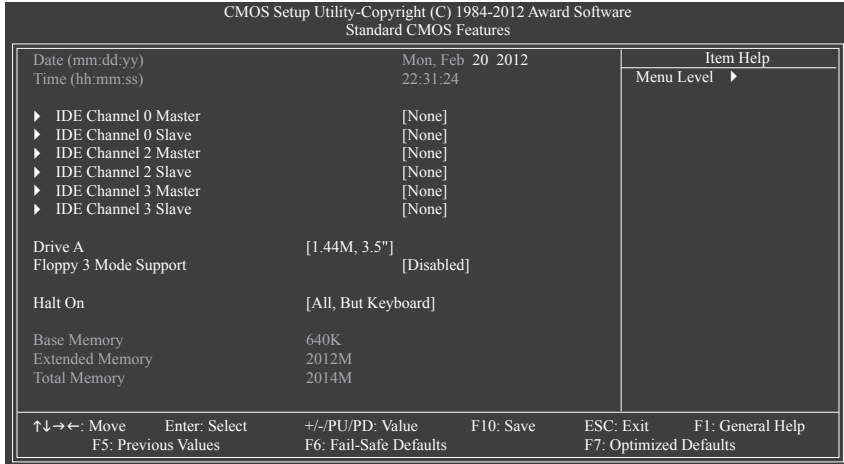 CMOS Setup Utility-Copyright (C) 1984-2012 Award Software
Standard CMOS Features
Date (mm:dd:yy) Mon, Feb 20 2012
Time (hh:mm:ss) 22:31:24
IDE Channel 0 Master [None]
IDE Channel 0 Slave [None]
IDE Channel 2 Master [None]
IDE Channel 2 Slave [None]
IDE Channel 3 Master [None]
IDE Channel 3 Slave [None]
Drive A [1.44M, 3.5"]
Floppy 3 Mode Support [Disabled]
Halt On [All, But Keyboard]
Base Memory 640K
Extended Memory 2012M
Total Memory 2014M
Item Help
Menu Level
↑↓→←: Move Enter: Select +/-/PU/PD: Value F10: Save ESC: Exit F1: General Help
F5: Previous Values F6: Fail-Safe Defaults F7: Optimized Defaults